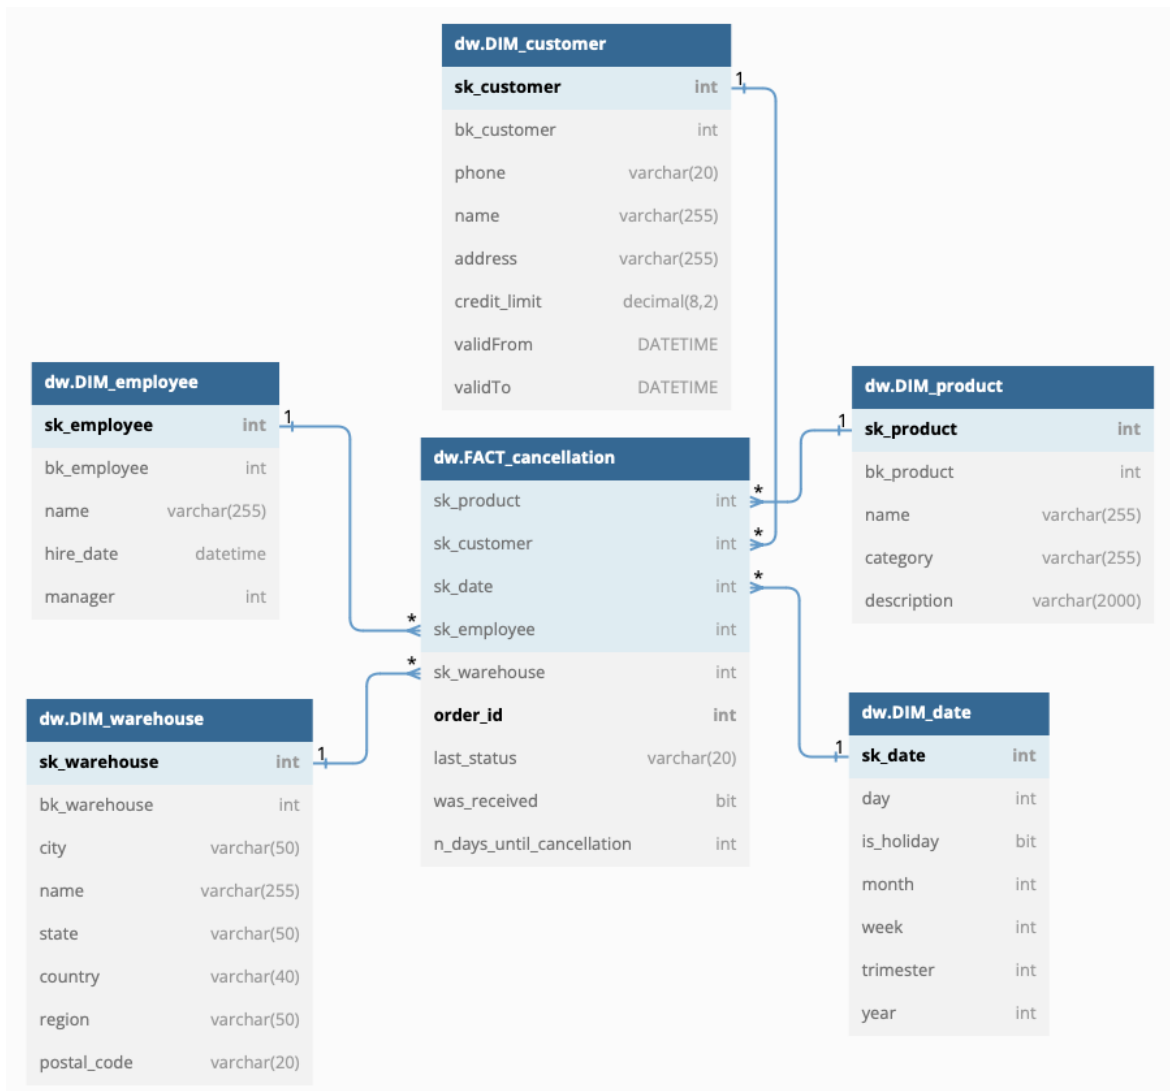 dw.DIM_customer
sk_customer int
bk_customer int
phone varchar(20)
name varchar(255)
address varchar(255)
credit_limit decimal(8,2)
validFrom DATETIME
validTo DATETIME
1
dw.DIM_employee
sk_employee int
bk_employee int
name varchar(255)
hire_date datetime
manager int
1
dw.FACT_cancellation
sk_product int
sk_customer int
sk_date int
sk_employee int
sk_warehouse int
order_id int
last_status varchar(20)
was_received bit
n_days_until_cancellation int
*
*
*
*
*
dw.DIM_product
sk_product int
bk_product int
name varchar(255)
category varchar(255)
description varchar(2000)
1
dw.DIM_warehouse
sk_warehouse int
bk_warehouse int
city varchar(50)
name varchar(255)
state varchar(50)
country varchar(40)
region varchar(50)
postal_code varchar(20)
1
dw.DIM_date
sk_date int
day int
is_holiday bit
month int
week int
trimester int
year int
1